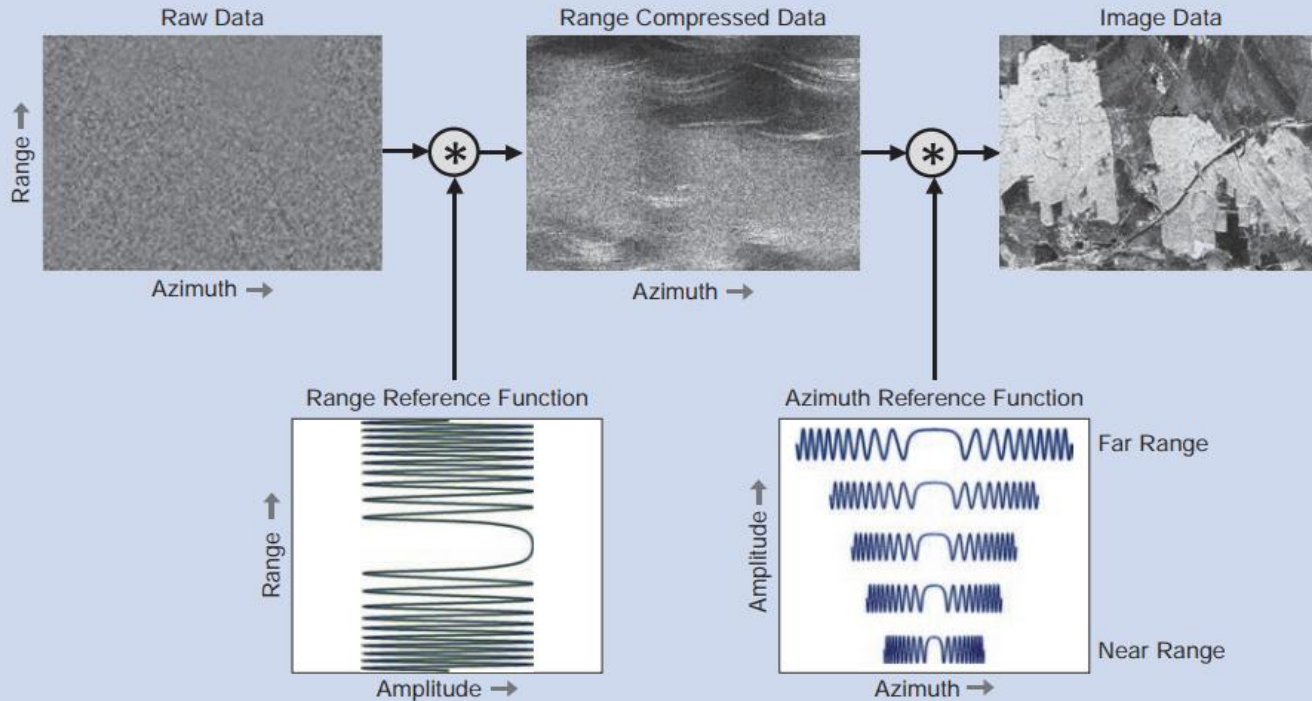 Raw Data
Range Compressed Data
Image Data
Range →
*
*
Azimuth →
Azimuth →
Range Reference Function
Azimuth Reference Function
Range →
Amplitude →
Far Range
Near Range
Amplitude →
Azimuth →